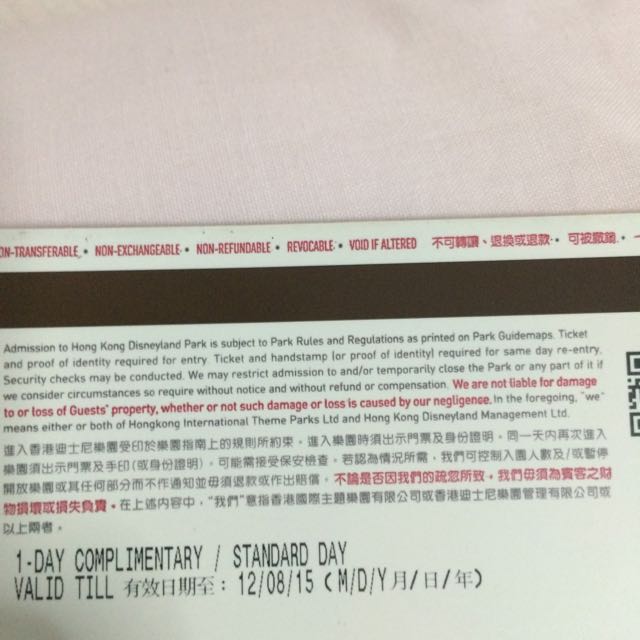 ON-TRANSFERABLE • NON-EXCHANGEABLE • NON-REFUNDABLE • REVOCABLE • VOID IF ALTERED 不可轉讓、退換或退款 • 可被撤銷 •
Admission to Hong Kong Disneyland Park is subject to Park Rules and Regulations as printed on Park Guidemaps. Ticket
and proof of identity required for entry. Ticket and handstamp (or proof of identity) required for same day re-entry.
Security checks may be conducted. We may restrict admission to and/or temporarily close the Park or any part of it if
we consider circumstances so require without notice and without refund or compensation. We are not liable for damage
to or loss of Guests' property, whether or not such damage or loss is caused by our negligence. In the foregoing, "we"
means either or both of Hongkong International Theme Parks Ltd and Hong Kong Disneyland Management Ltd.
進入香港迪士尼樂園受印於樂園指南上的規則所約束。進入樂園時須出示門票及身份證明。同一天內再次進入
樂園須出示門票及手印(或身份證明)。可能需接受保安檢查。若認為情況所需，我們可控制入園人數及/或暫停
開放樂園或其任何部分而不作通知並毋須退款或作出賠償。不論是否因我們的疏忽所致，我們毋須為賓客之財
物損壞或損失負責。在上述內容中，"我們"意指香港國際主題樂園有限公司或香港迪士尼樂園管理有限公司或
以上兩者。
1-DAY COMPLIMENTARY / STANDARD DAY
VALID TILL 有效日期至: 12/08/15 (M/D/Y月/日/年)